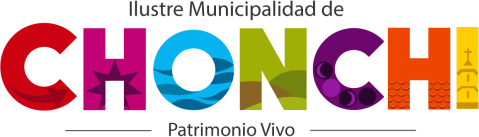 Ilustre Municipalidad de
CHONCHI
Patrimonio Vivo